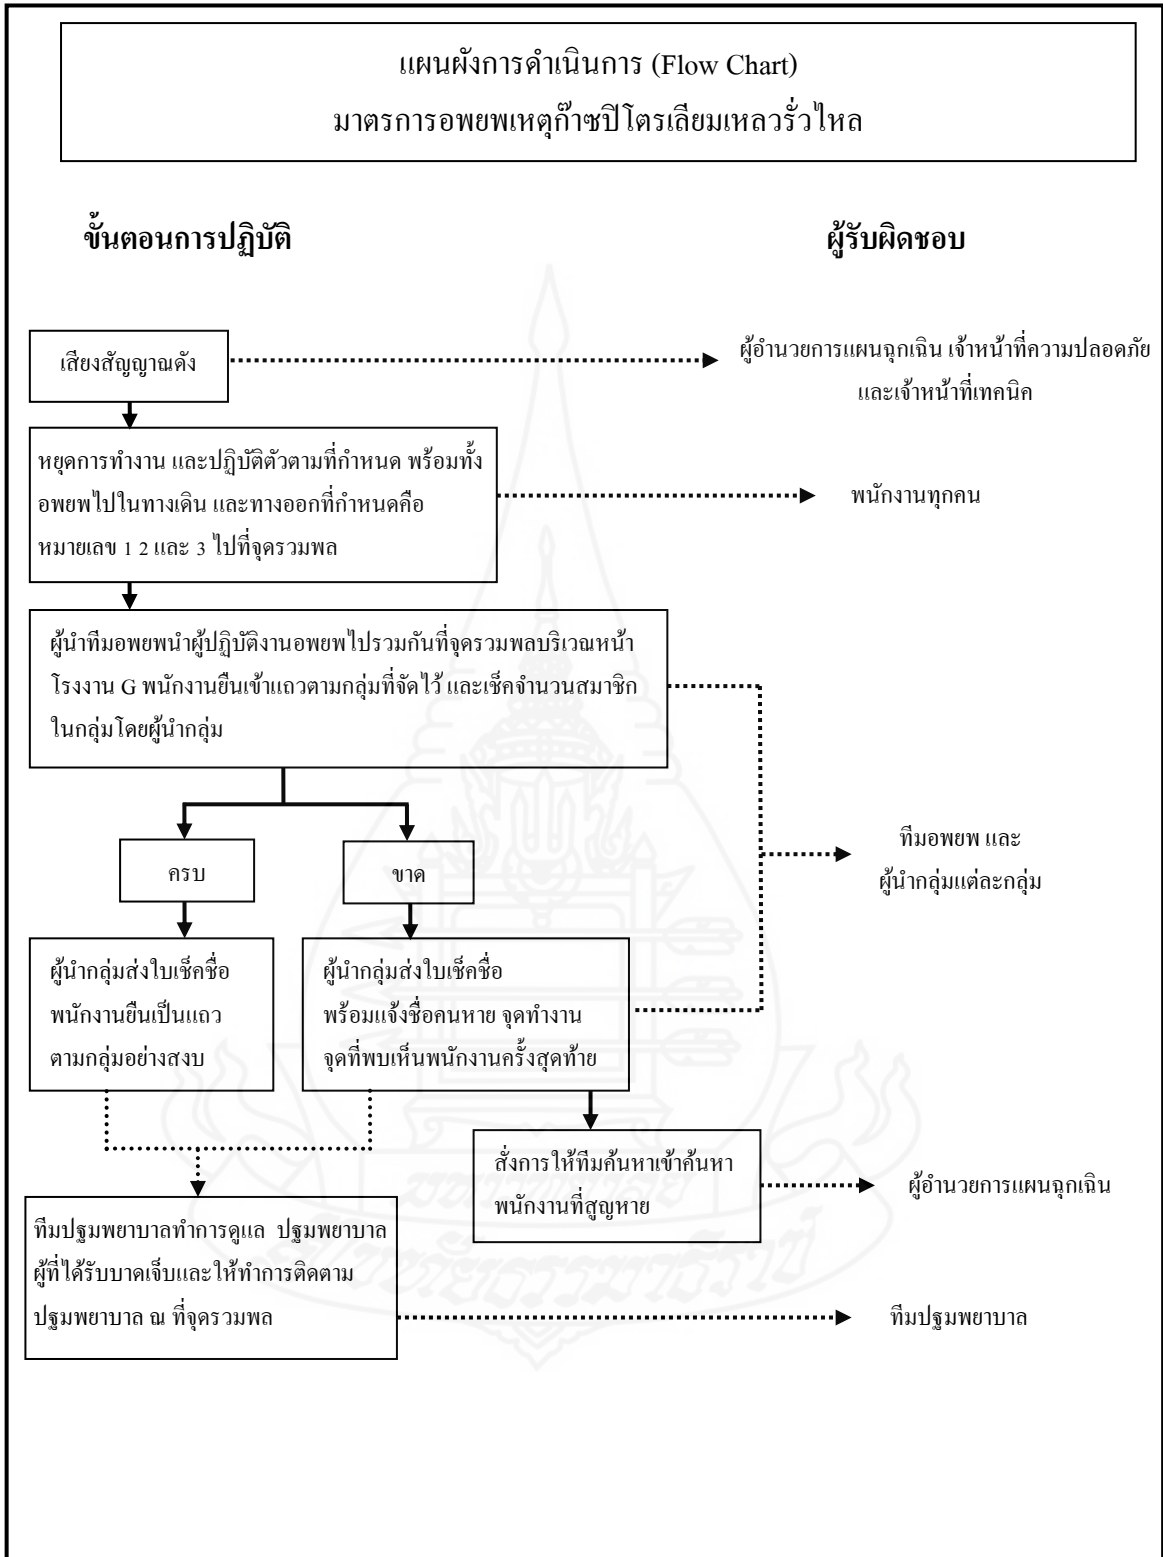 แผนผังการดำเนินการ (Flow Chart)
มาตรการอพยพเหตุก๊าซปิโตรเลียมเหลวรั่วไหล
ขั้นตอนการปฏิบัติ
ผู้รับผิดชอบ
เสียงสัญญาณดัง
ผู้อำนวยการแผนฉุกเฉิน เจ้าหน้าที่ความปลอดภัย
และเจ้าหน้าที่เทคนิค
หยุดการทำงาน และปฏิบัติตัวตามที่กำหนด พร้อมทั้ง
อพยพไปในทางเดิน และทางออกที่กำหนดคือ
หมายเลข 1 2 และ 3 ไปที่จุดรวมพล
พนักงานทุกคน
ผู้นำทีมอพยพนำผู้ปฏิบัติงานอพยพไปรวมกันที่จุดรวมพลบริเวณหน้า
โรงงาน G พนักงานยืนเข้าแถวตามกลุ่มที่จัดไว้ และเช็คจำนวนสมาชิก
ในกลุ่มโดยผู้นำกลุ่ม
ทีมอพยพ และ
ผู้นำกลุ่มแต่ละกลุ่ม
ครบ
ขาด
ผู้นำกลุ่มส่งใบเช็คชื่อ
พนักงานยืนเป็นแถว
ตามกลุ่มอย่างสงบ
ผู้นำกลุ่มส่งใบเช็คชื่อ
พร้อมแจ้งชื่อคนหาย จุดทำงาน
จุดที่พบเห็นพนักงานครั้งสุดท้าย
สั่งการให้ทีมค้นหาเข้าค้นหา
พนักงานที่สูญหาย
ผู้อำนวยการแผนฉุกเฉิน
ทีมปฐมพยาบาลทำการดูแล ปฐมพยาบาล
ผู้ที่ได้รับบาดเจ็บและให้ทำการติดตาม
ปฐมพยาบาล ณ ที่จุดรวมพล
ทีมปฐมพยาบาล